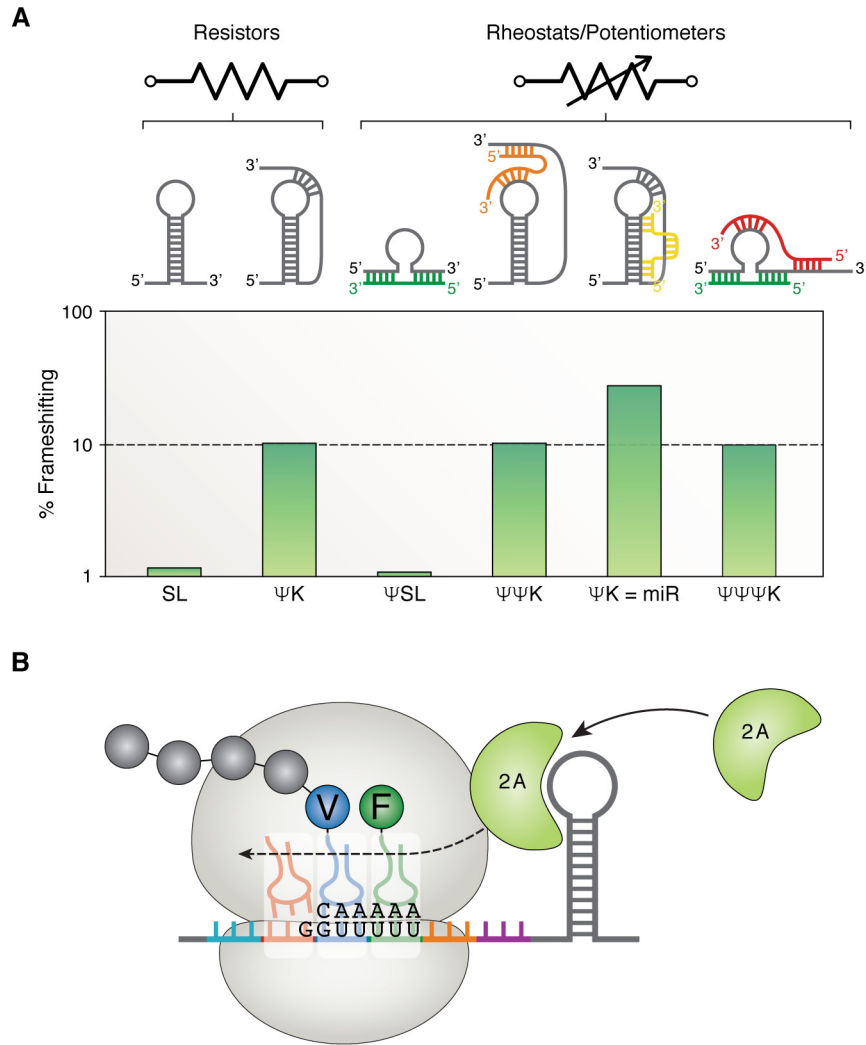 A
Resistors Rheostats/Potentiometers
3' 5'
3'
5' 3'
5'
3'
5'
5' 3'
3' 5'
3'
5'
3'
5'
3'
5'
5'
3'
5'
3'
3'
5'
100
10
1
% Frameshifting
SL ΨK ΨSL ΨΨK ΨK = miR ΨΨΨK
B
2A
2A
V F
CAAAAA
GGUUUUU